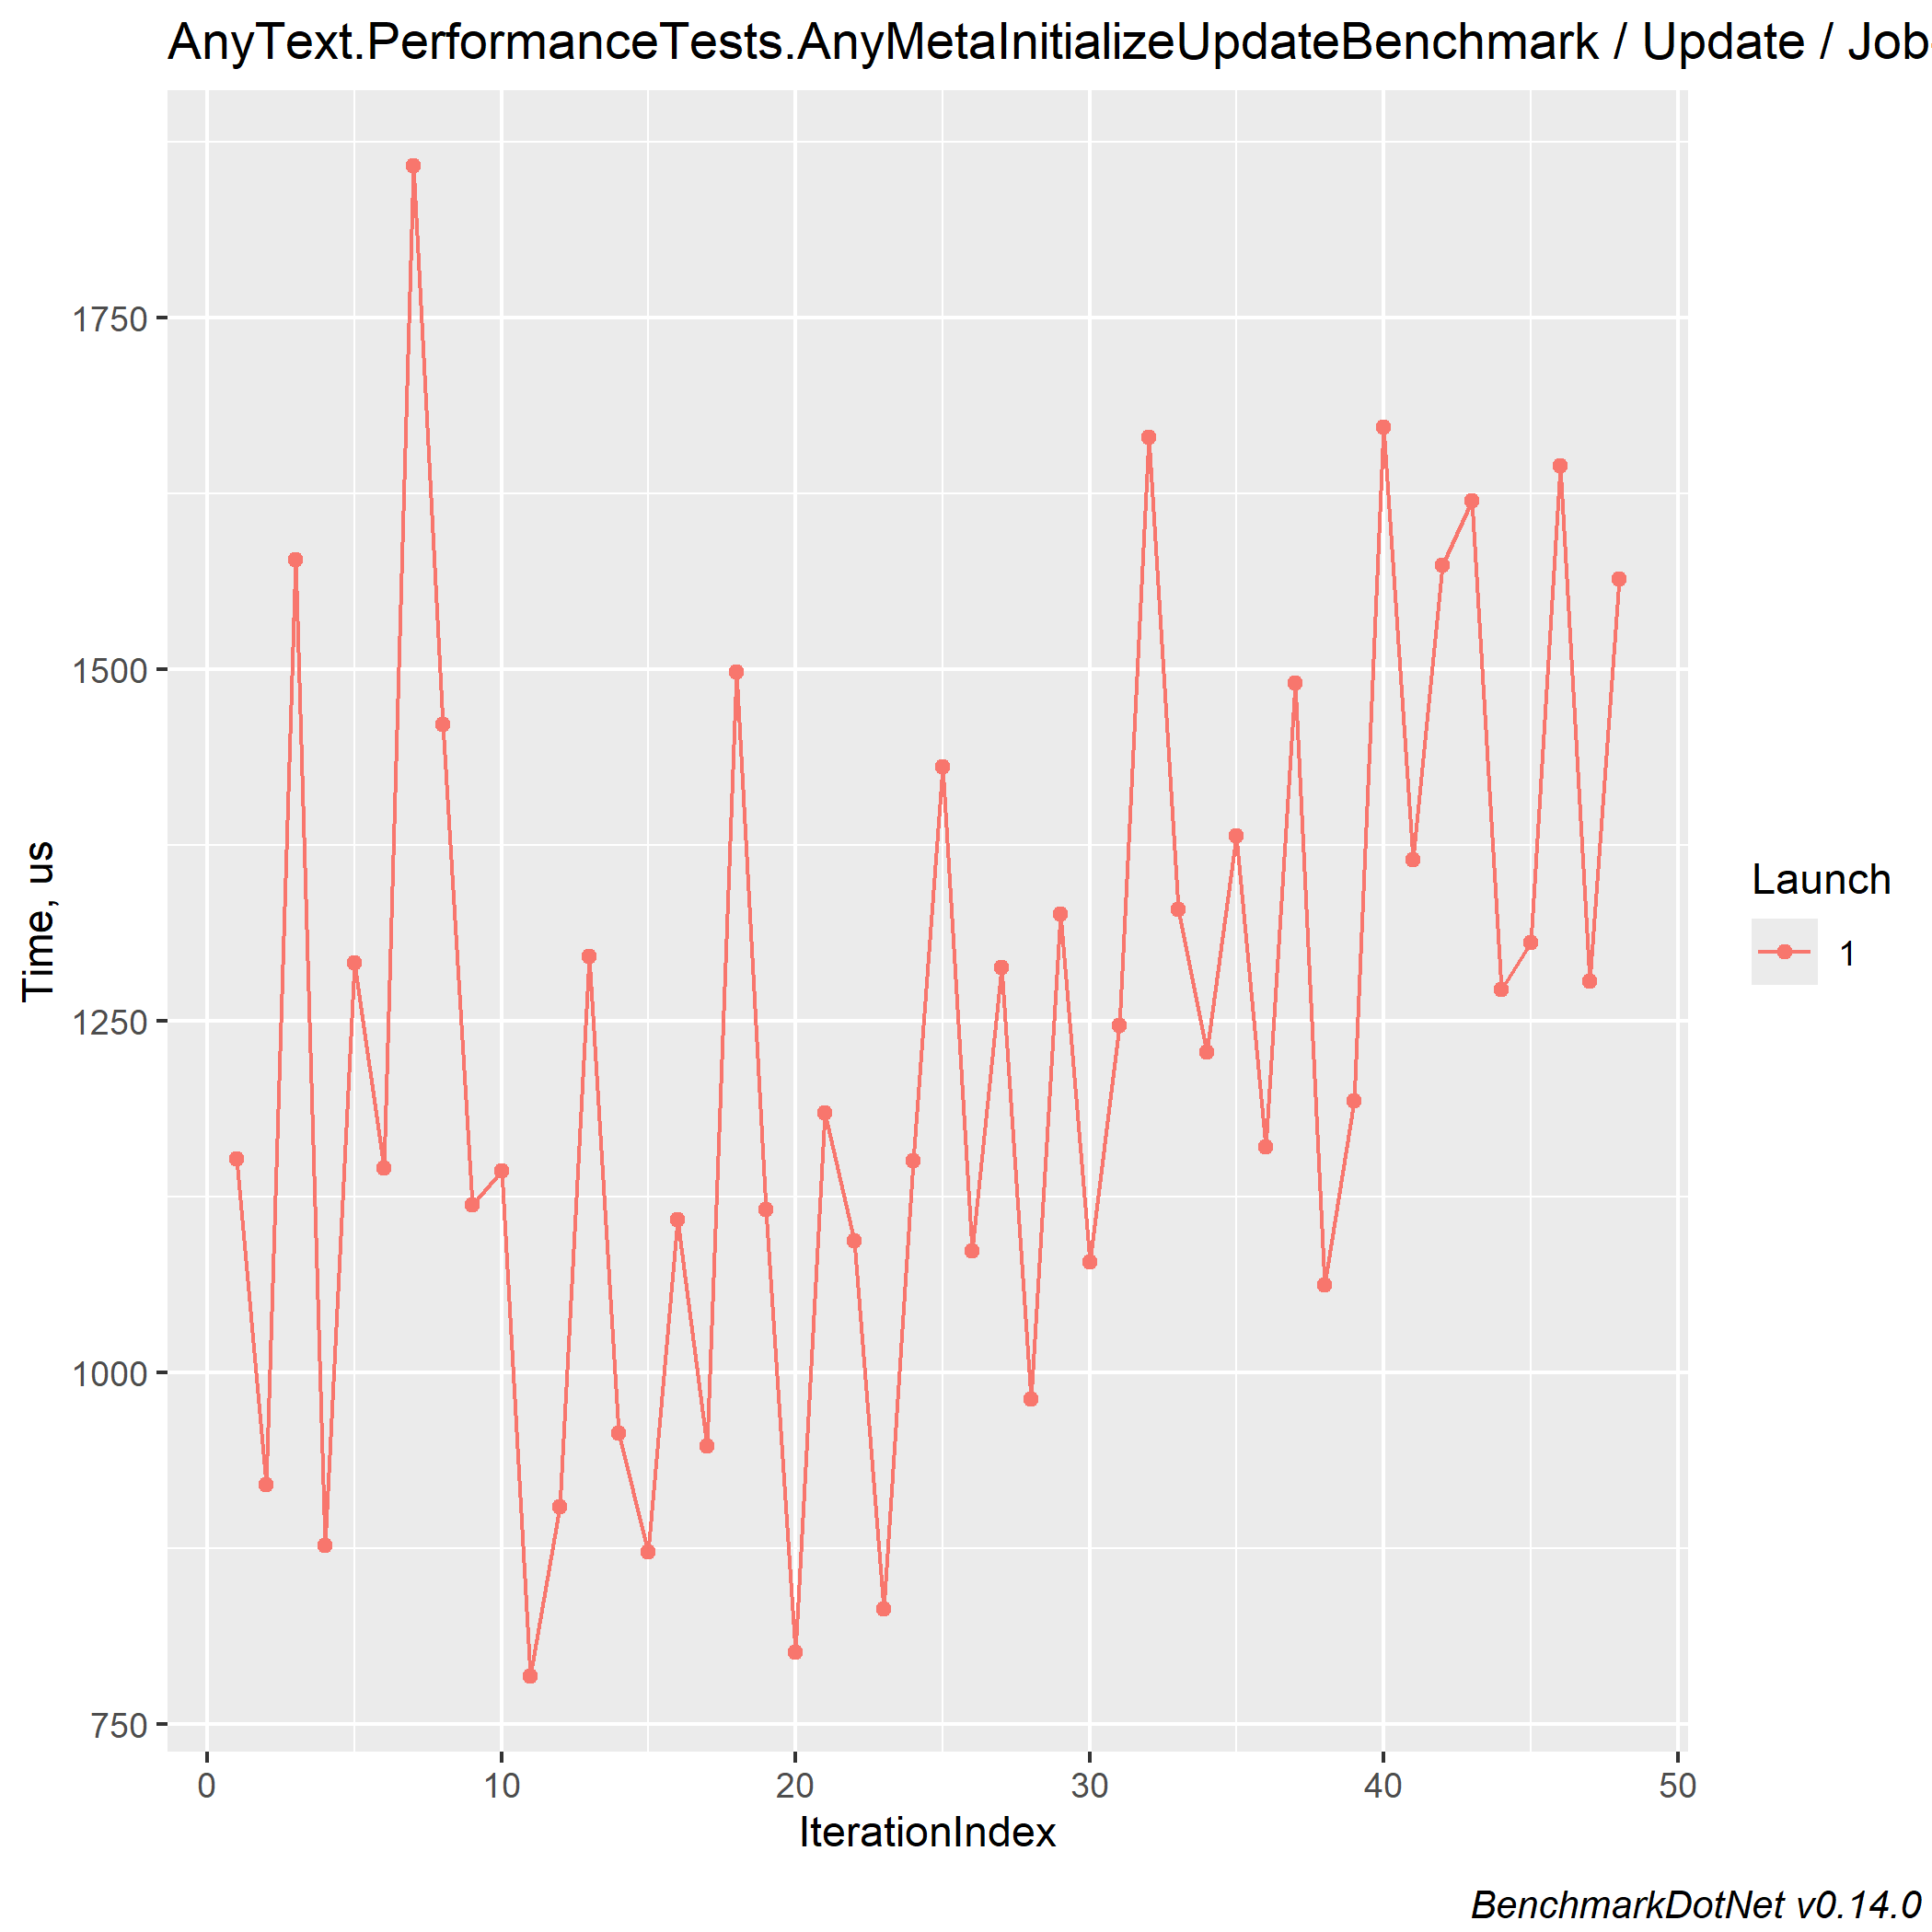 AnyText.PerformanceTests.AnyMetaInitializeUpdateBenchmark / Update / Job
1750
1500
1250
1000
750
Time, us
0 10 20 30 40 50
IterationIndex
Launch
1
BenchmarkDotNet v0.14.0